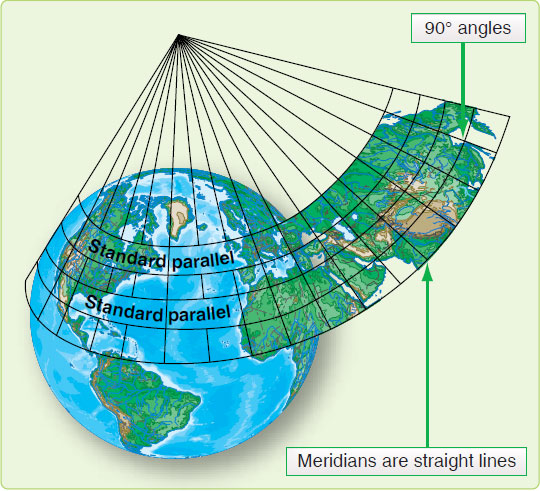 90° angles
Standard parallel
Standard parallel
Meridians are straight lines